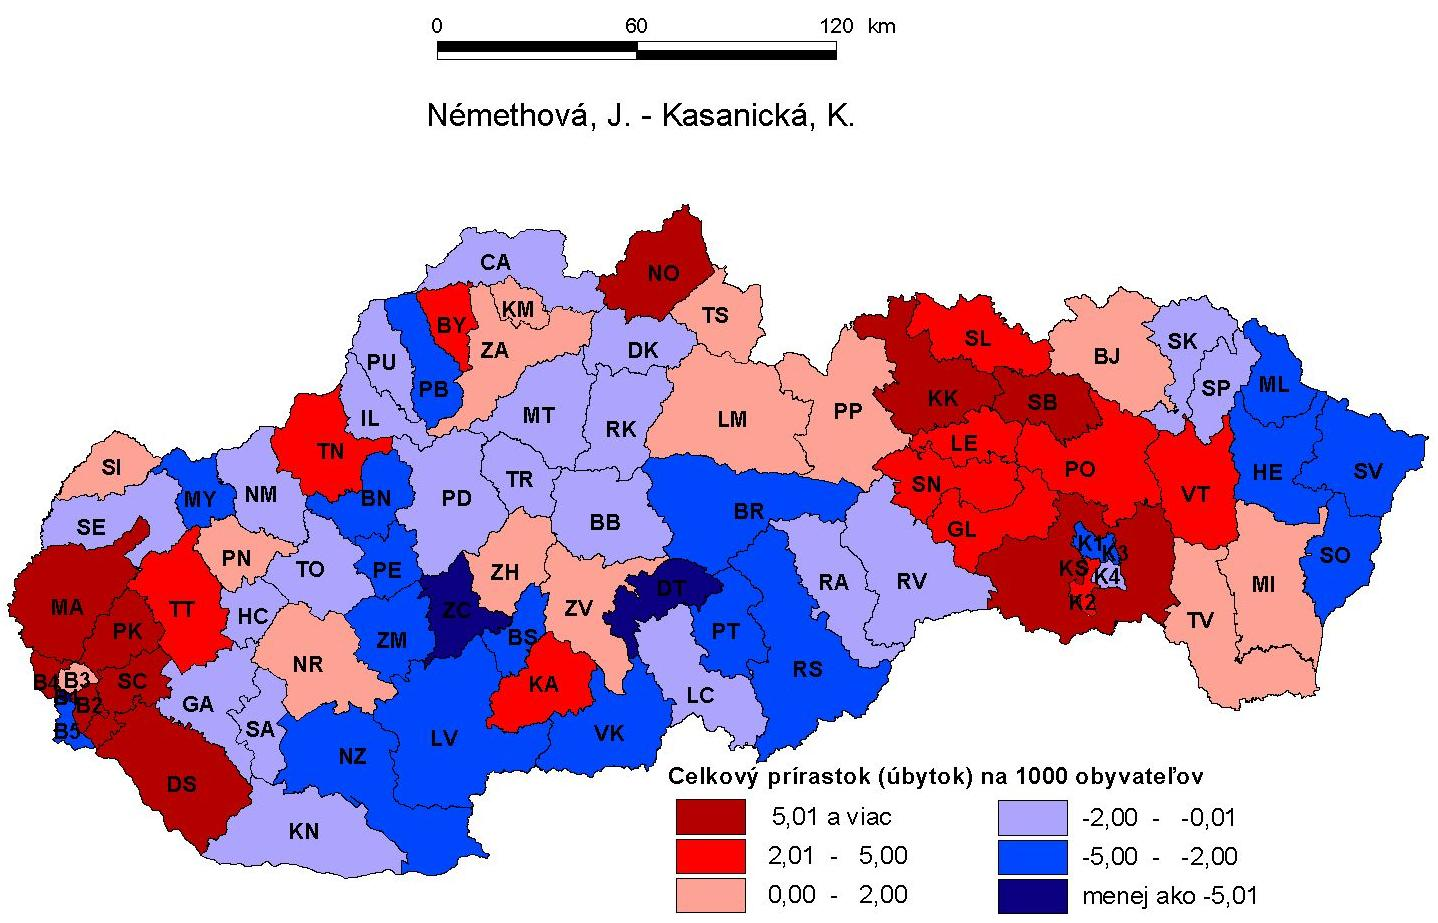 0 60 120 km
Némethová, J. - Kasanická, K.
NO
CA
KM
TS
BY
SL
ZA
DK
SK
BJ
PU
PB
SP
ML
KK
SB
MT
IL
PP
LM
RK
LE
TN
SI
PO
HE
SV
TR
SN
VT
NM
MY
BN
PD
BR
BB
SE
GL
K1
K3
SO
PN
TO
PE
ZH
KS
K4
RA
RV
MI
DT
K2
MA
TT
ZC
ZV
HC
TV
PK
BS
PT
ZM
NR
RS
B4
B3
SC
KA
LC
B1
B2
GA
SA
B5
VK
LV
NZ
DS
KN
Celkový prírastok (úbytok) na 1000 obyvateľov
5,01 a viac
2,01 - 5,00
0,00 - 2,00
-2,00 - -0,01
-5,00 - -2,00
menej ako -5,01